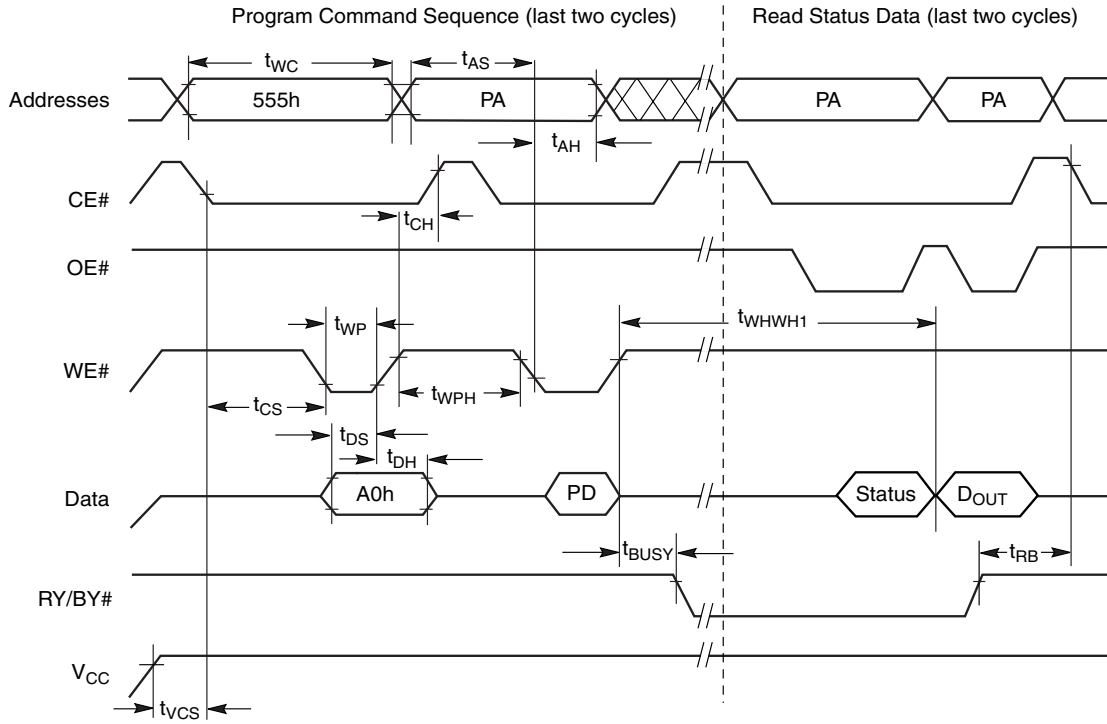 Program Command Sequence (last two cycles)
Read Status Data (last two cycles)
tWC
tAS
Addresses
555h
PA
PA
PA
tAH
CE#
tCH
OE#
tWP
tWHWH1
WE#
tCS
tWPH
tDS
tDH
Data
A0h
PD
Status
DOUT
tBUSY
tRB
RY/BY#
VCC
tVCS